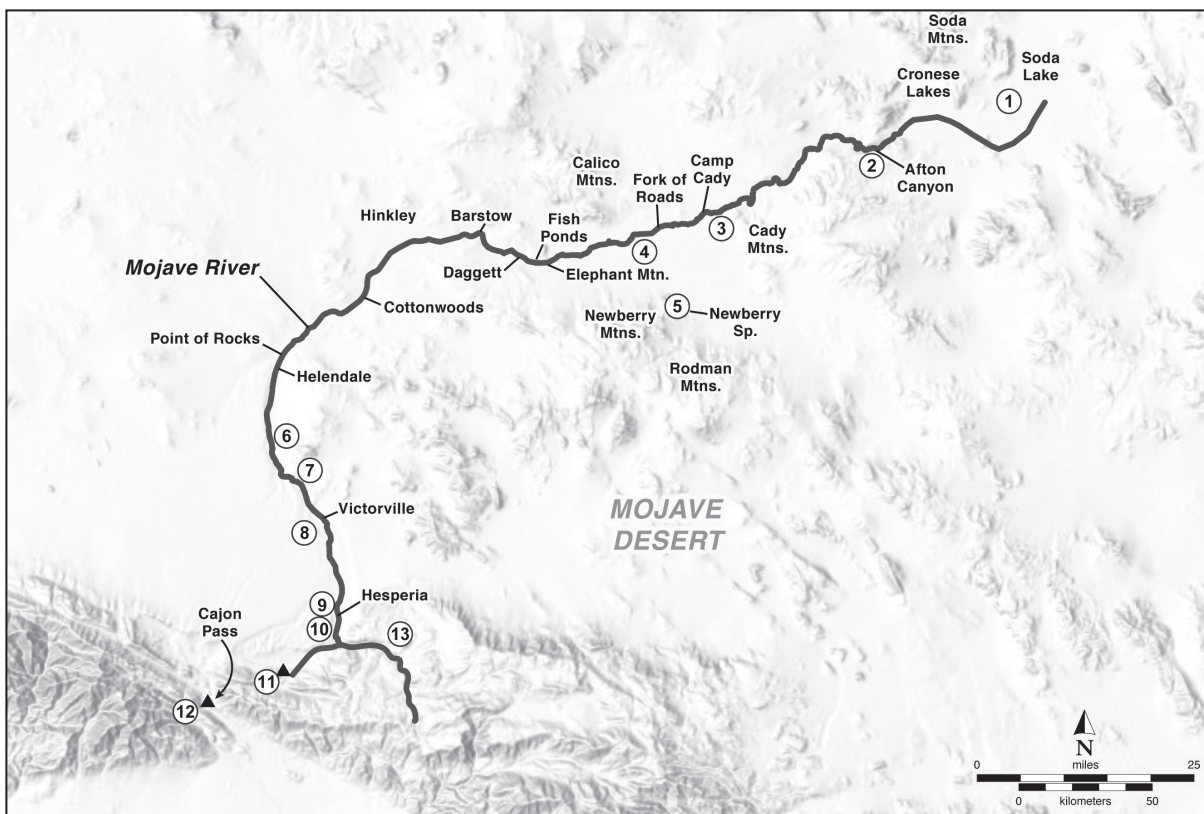 Soda
Mtns.
Soda
Lake
Cronese
Lakes
1
2
Afton
Canyon
Calico
Mtns.
Camp
Cady
Fork of
Roads
3
Cady
Mtns.
4
Hinkley
Barstow
Fish
Ponds
Daggett
Elephant Mtn.
Mojave River
Cottonwoods
5
Newberry
Mtns.
Newberry
Sp.
Point of Rocks
Helendale
Rodman
Mtns.
6
7
Victorville
8
MOJAVE
DESERT
9
Hesperia
10
13
Cajon
Pass
11
12
N
0
miles
25
0
kilometers
50